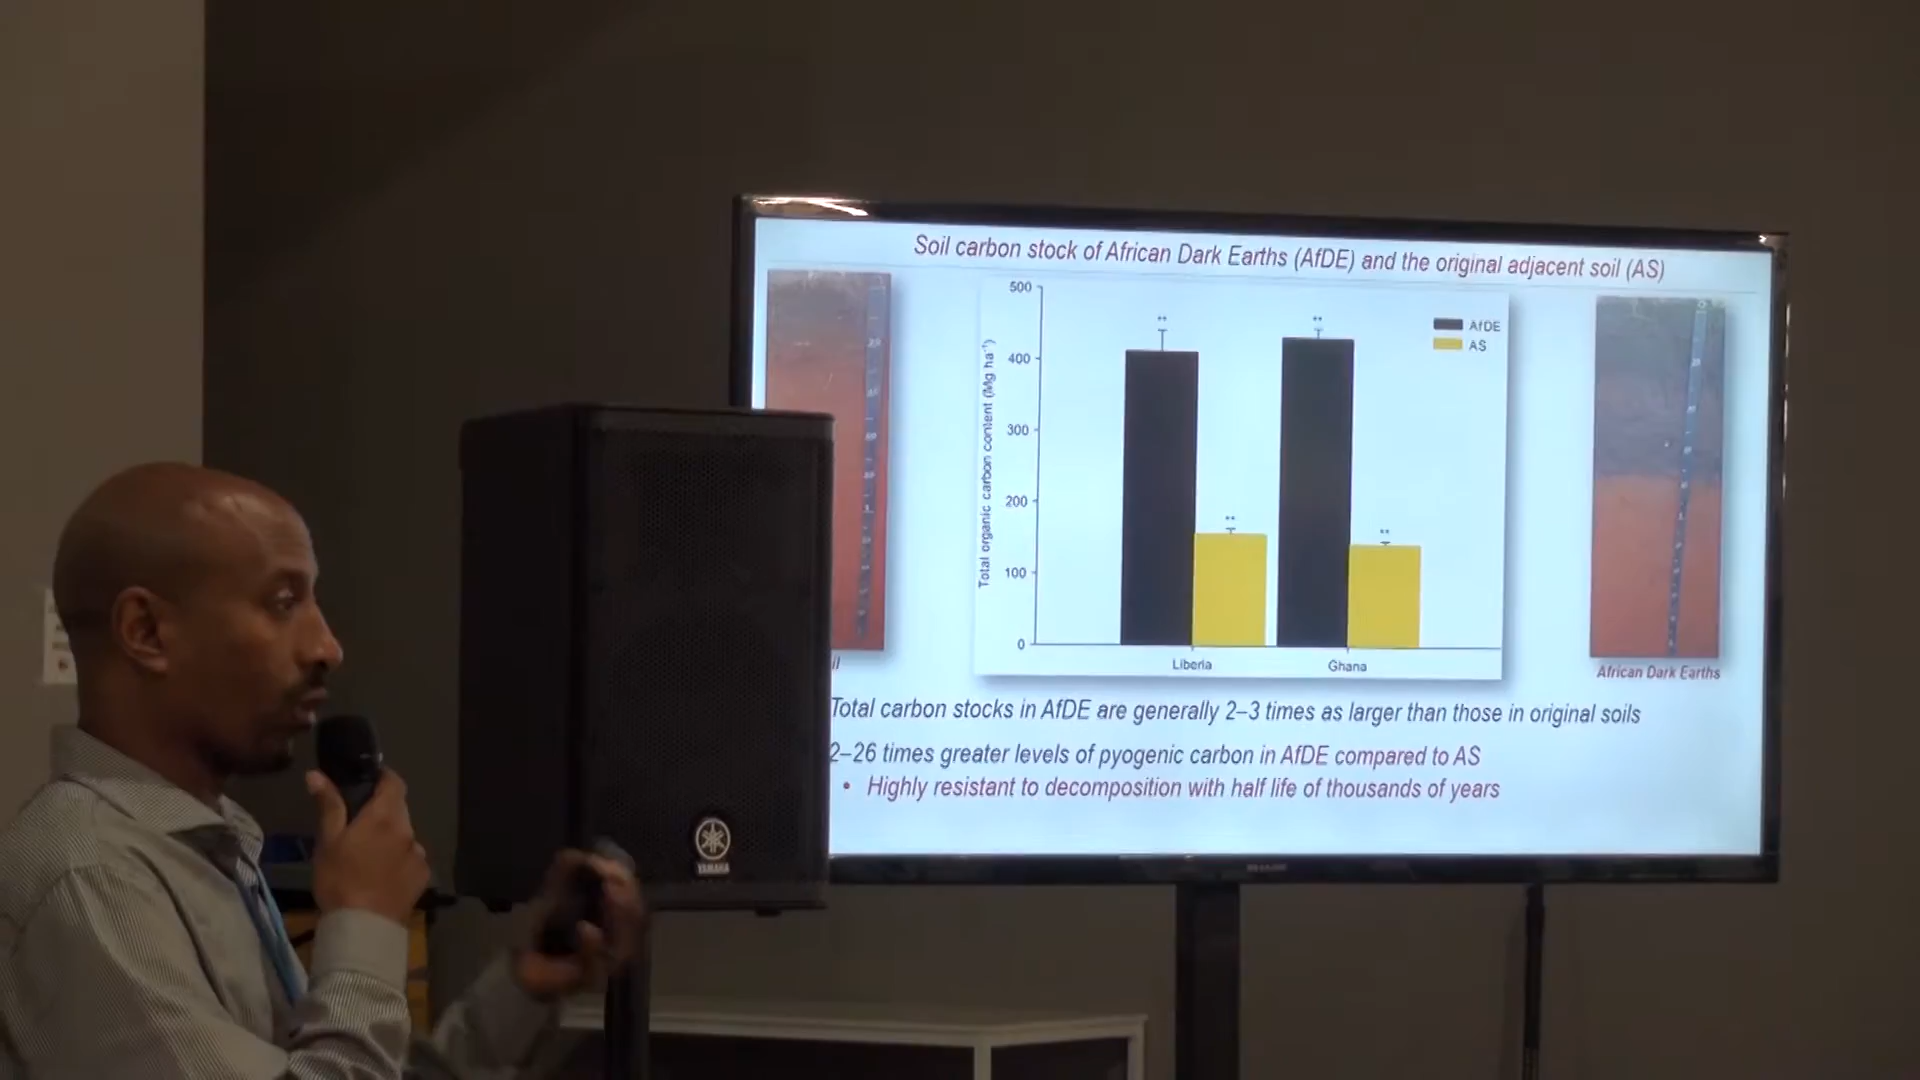 Soil carbon stock of African Dark Earths (AfDE) and the original adjacent soil (AS)
500
400
300
200
100
0
Total organic carbon content (Mg ha⁻¹)
**
**
**
**
AfDE
AS
Liberia
Ghana
il
African Dark Earths
Total carbon stocks in AfDE are generally 2–3 times as larger than those in original soils
2–26 times greater levels of pyogenic carbon in AfDE compared to AS
• Highly resistant to decomposition with half life of thousands of years
YAMAHA